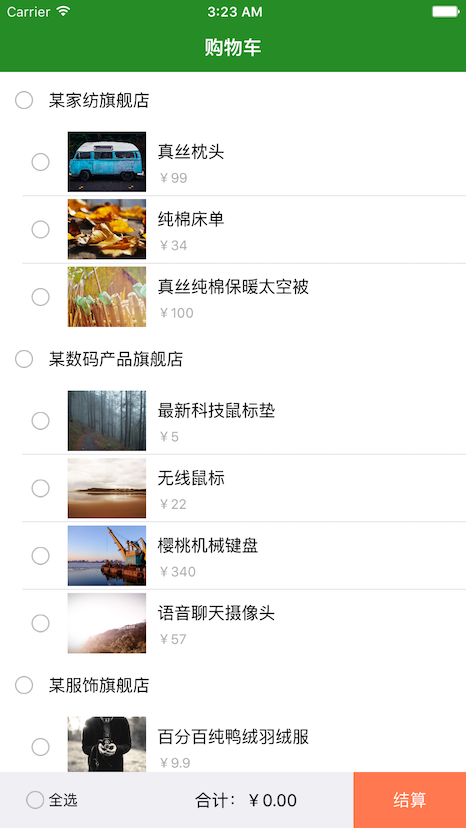 Carrier 3:23 AM
购物车
某家纺旗舰店
真丝枕头
￥99
纯棉床单
￥34
真丝纯棉保暖太空被
￥100
某数码产品旗舰店
最新科技鼠标垫
￥5
无线鼠标
￥22
樱桃机械键盘
￥340
语音聊天摄像头
￥57
某服饰旗舰店
百分百纯鸭绒羽绒服
￥9.9
全选 合计：￥0.00 结算